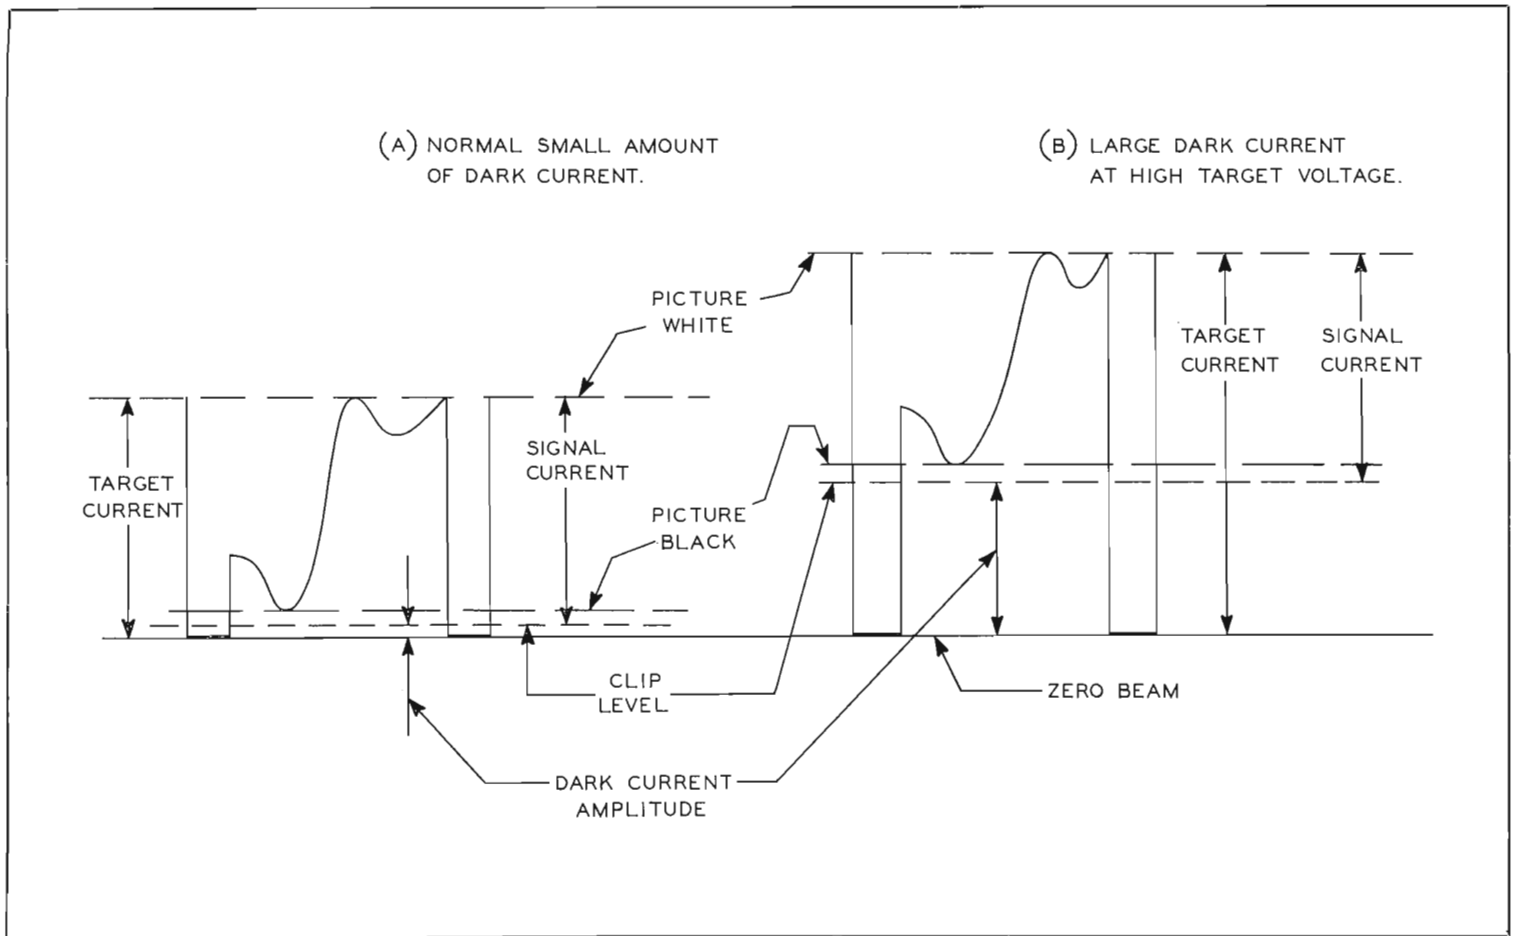 (A) NORMAL SMALL AMOUNT
OF DARK CURRENT.
(B) LARGE DARK CURRENT
AT HIGH TARGET VOLTAGE.
PICTURE
WHITE
TARGET
CURRENT
SIGNAL
CURRENT
SIGNAL
CURRENT
TARGET
CURRENT
PICTURE
BLACK
CLIP
LEVEL
ZERO BEAM
DARK CURRENT
AMPLITUDE